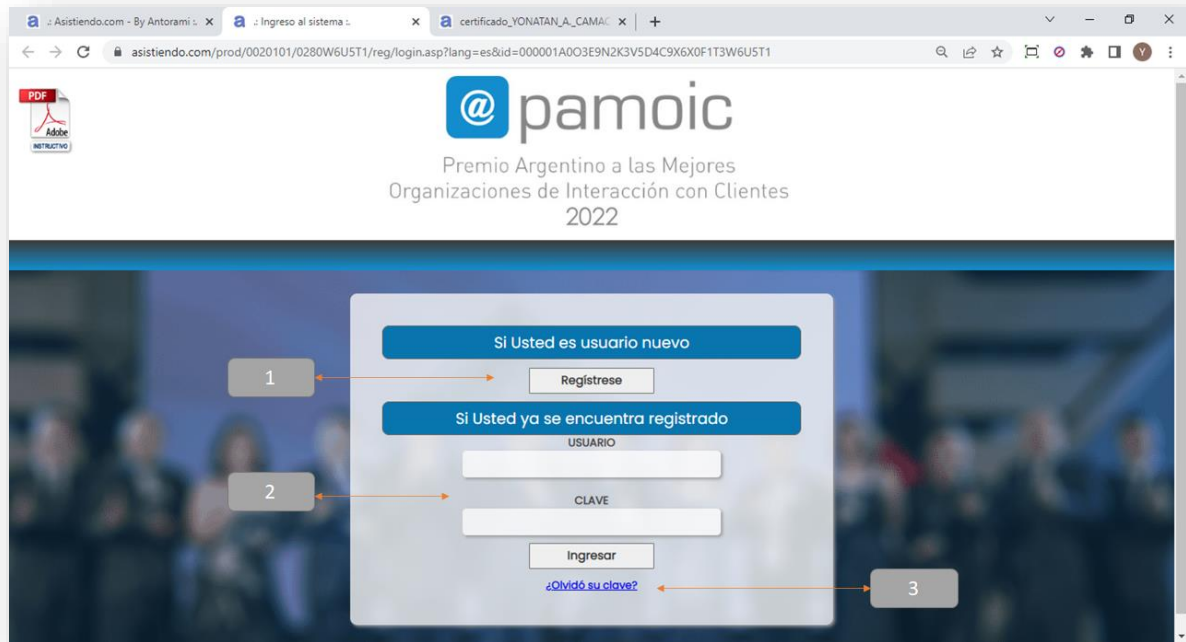 .: Asistiendo.com - By Antorami :.
.: Ingreso al sistema :.
certificado_YONATAN_A._CAMAC
asistiendo.com/prod/0020101/0280W6U5T1/reg/login.asp?lang=es&id=000001A0O3E9N2K3V5D4C9X6X0F1T3W6U5T1
Y
PDF
Adobe
INSTRUCTIVO
@ pamoic
Premio Argentino a las Mejores
Organizaciones de Interacción con Clientes
2022
Si Usted es usuario nuevo
1
Regístrese
Si Usted ya se encuentra registrado
USUARIO
2
CLAVE
Ingresar
¿Olvidó su clave?
3